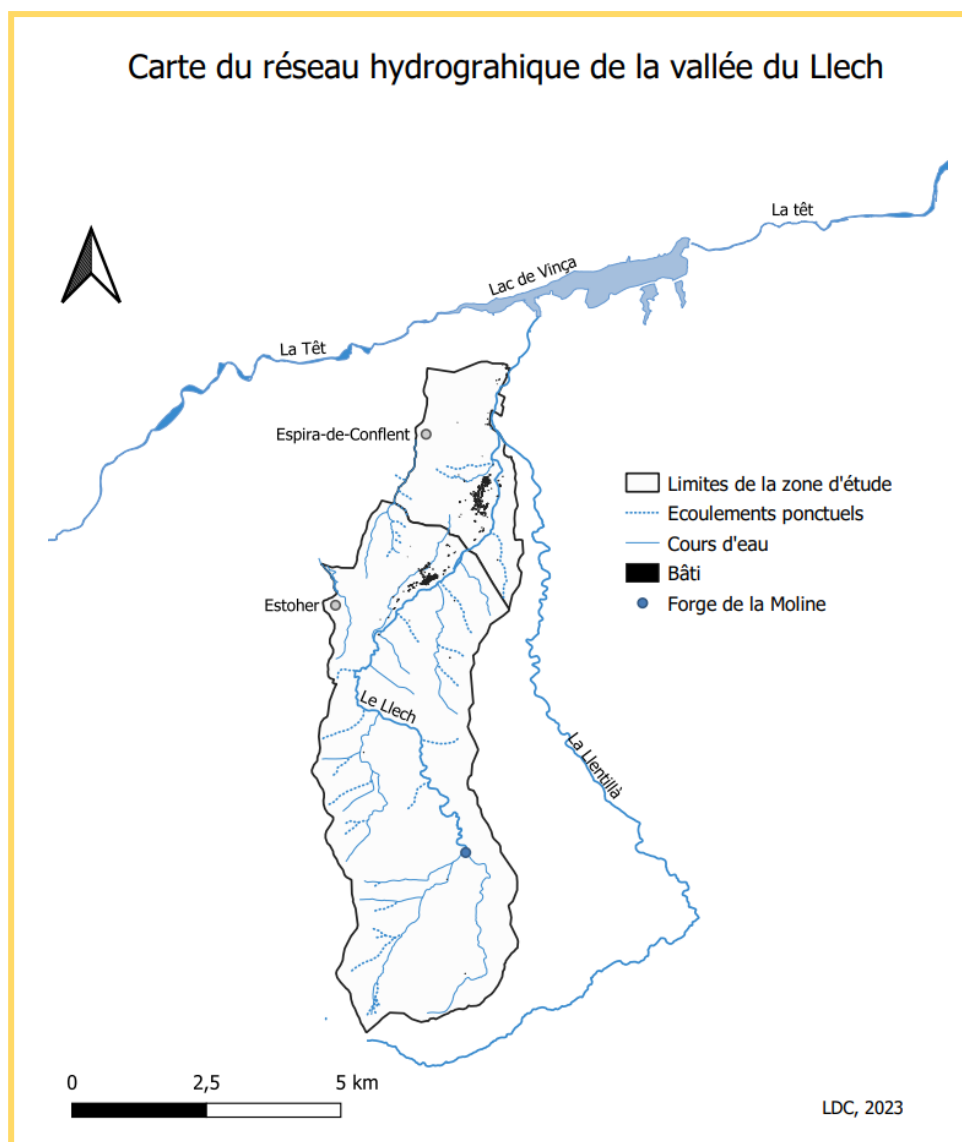 Carte du réseau hydrograhique de la vallée du Llech
La têt
Lac de Vinça
La Têt
Espira-de-Conflent
Limites de la zone d'étude
Ecoulements ponctuels
Cours d'eau
Bâti
Forge de la Moline
Estoher
Le Llech
La Llentillà
0 2,5 5 km
LDC, 2023